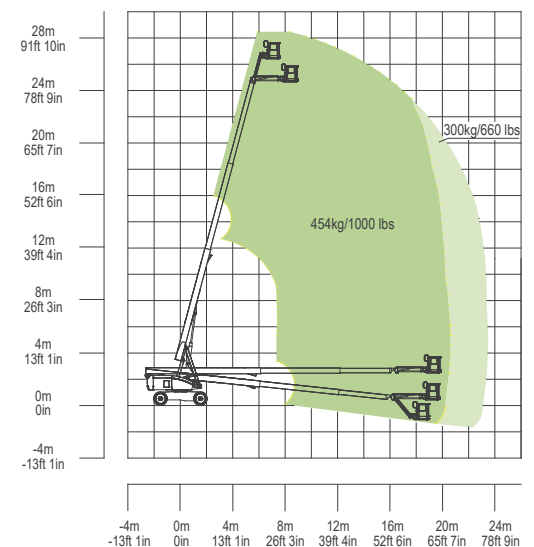 28m
91ft 10in
24m
78ft 9in
20m
65ft 7in
300kg/660 lbs
16m
52ft 6in
454kg/1000 lbs
12m
39ft 4in
8m
26ft 3in
4m
13ft 1in
0m
0in
-4m
-13ft 1in
-4m 0m 4m 8m 12m 16m 20m 24m
-13ft 1in 0in 13ft 1in 26ft 3in 39ft 4in 52ft 6in 65ft 7in 78ft 9in